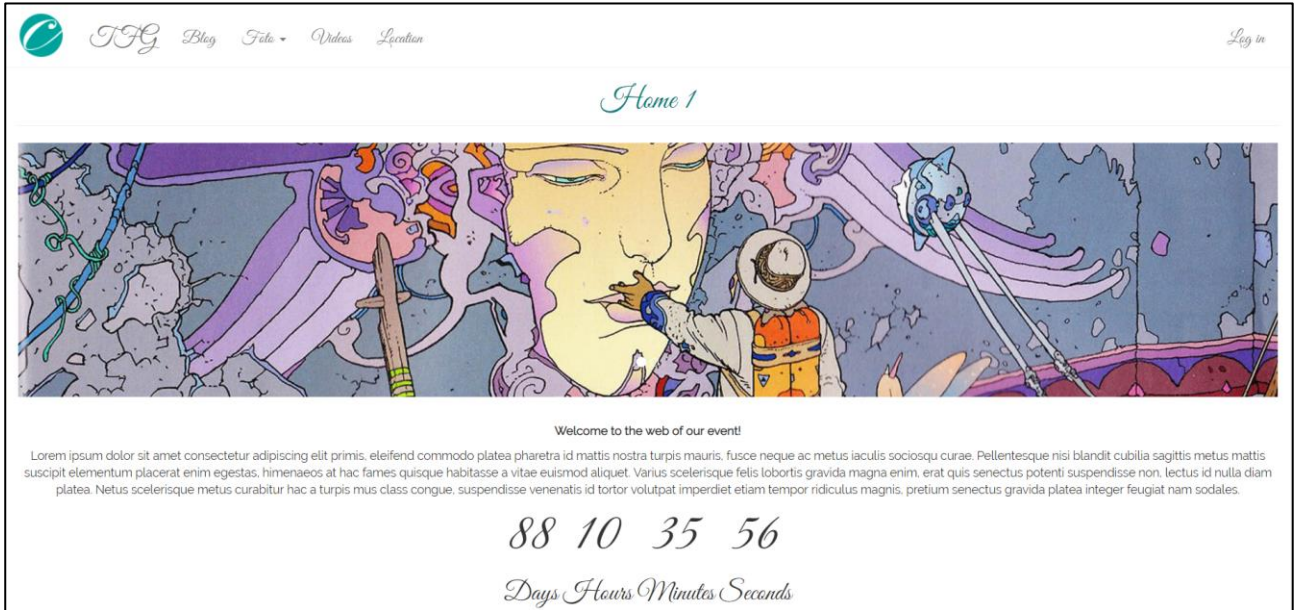 TFG Blog Foto Videos Location Log in
Home 1
Welcome to the web of our event!
Lorem ipsum dolor sit amet consectetur adipiscing elit primis, eleifend commodo platea pharetra id mattis nostra turpis mauris, fusce neque ac metus iaculis sociosqu curae. Pellentesque nisi blandit cubilia sagittis metus mattis
suscipit elementum placerat enim egestas, himenaeos at hac fames quisque habitasse a vitae euismod aliquet. Varius scelerisque felis lobortis gravida magna enim, erat quis senectus potenti suspendisse non, lectus id nulla diam
platea. Netus scelerisque metus curabitur hac a turpis mus class congue, suspendisse venenatis id tortor volutpat imperdiet etiam tempor ridiculus magnis, pretium senectus gravida platea integer feugiat nam sodales.
88 10 35 56
Days Hours Minutes Seconds